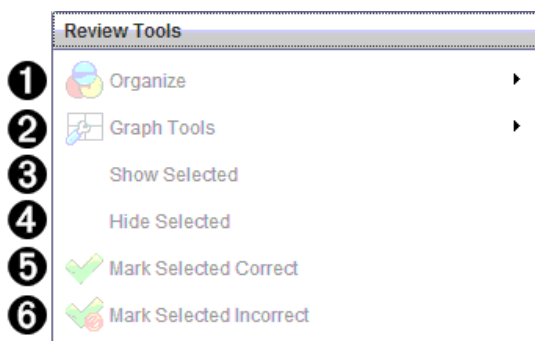 Review Tools
1 Organize
2 Graph Tools
3 Show Selected
4 Hide Selected
5 Mark Selected Correct
6 Mark Selected Incorrect